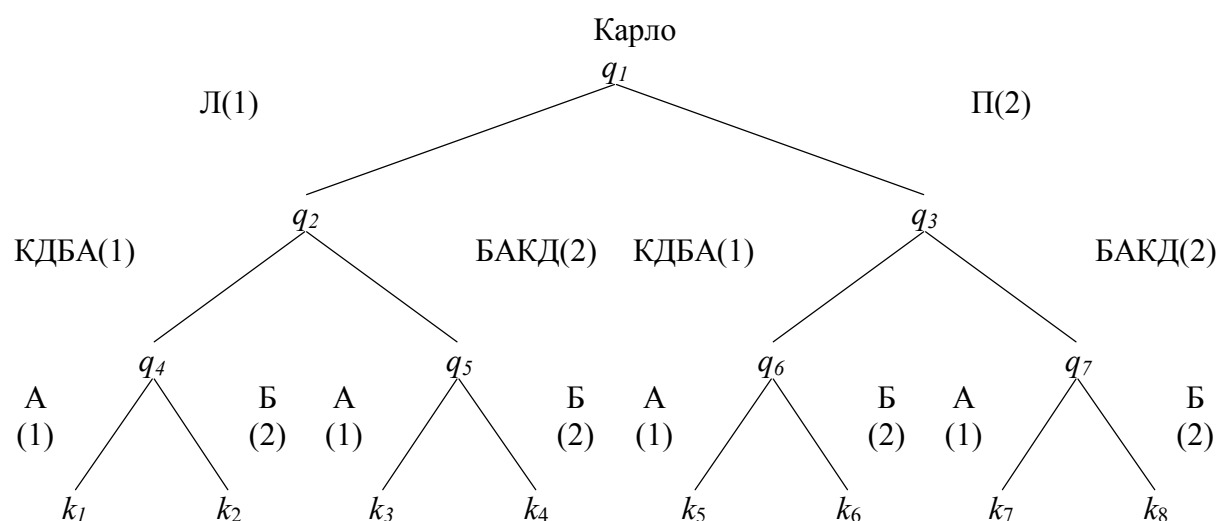 Карло
q1
Л(1) П(2)
q2 q3
КДБА(1) БАКД(2) КДБА(1) БАКД(2)
q4 q5 q6 q7
А Б А Б А Б А Б
(1) (2) (1) (2) (1) (2) (1) (2)
k1 k2 k3 k4 k5 k6 k7 k8